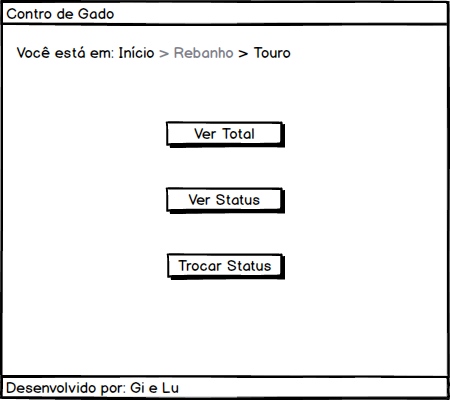 Contro de Gado
Você está em: Início > Rebanho > Touro
Ver Total
Ver Status
Trocar Status
Desenvolvido por: Gi e Lu